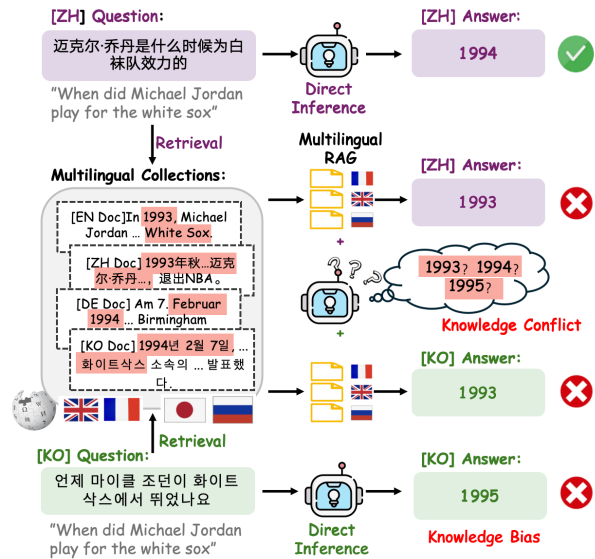 [ZH] Question:
迈克尔·乔丹是什么时候为白
袜队效力的
"When did Michael Jordan
play for the white sox"
Direct
Inference
[ZH] Answer:
1994
Retrieval
Multilingual Collections:
[EN Doc]In 1993, Michael
Jordan ... White Sox.
[ZH Doc] 1993年秋...迈克
尔·乔丹...，退出NBA。
[DE Doc] Am 7. Februar
1994 ... Birmingham
[KO Doc] 1994년 2월 7일, ...
화이트삭스 소속의 ... 발표했
다.
Multilingual
RAG
+
+
[ZH] Answer:
1993
? ? ?
1993? 1994?
1995?
Knowledge Conflict
[KO] Answer:
1993
Retrieval
[KO] Question:
언제 마이클 조던이 화이트
삭스에서 뛰었나요
"When did Michael Jordan
play for the white sox"
Direct
Inference
[KO] Answer:
1995
Knowledge Bias